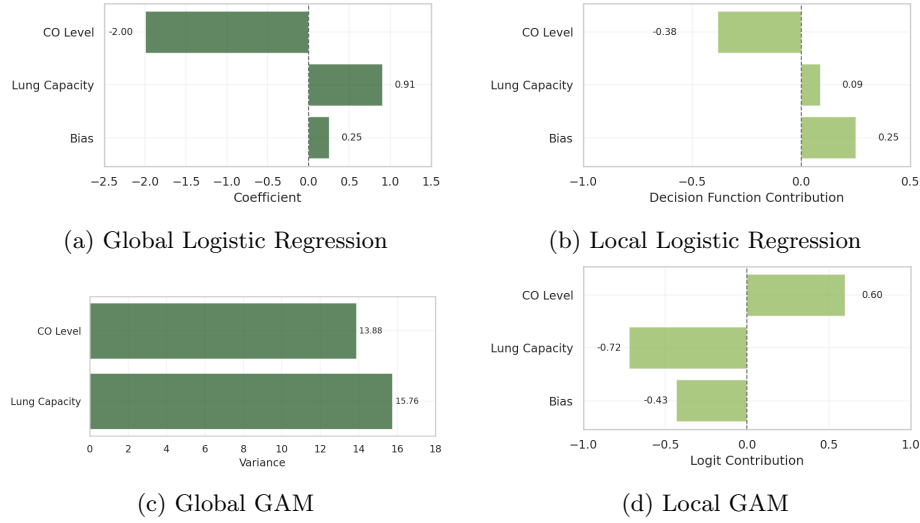 CO Level
-2.00
Lung Capacity
0.91
Bias
0.25
−2.5 −2.0 −1.5 −1.0 −0.5 0.0 0.5 1.0 1.5
Coefficient
(a) Global Logistic Regression
CO Level
-0.38
Lung Capacity
0.09
Bias
0.25
−1.0 −0.5 0.0 0.5
Decision Function Contribution
(b) Local Logistic Regression
CO Level
13.88
Lung Capacity
15.76
0 2 4 6 8 10 12 14 16 18
Variance
(c) Global GAM
CO Level
0.60
Lung Capacity
-0.72
Bias
-0.43
−1.0 −0.5 0.0 0.5 1.0
Logit Contribution
(d) Local GAM